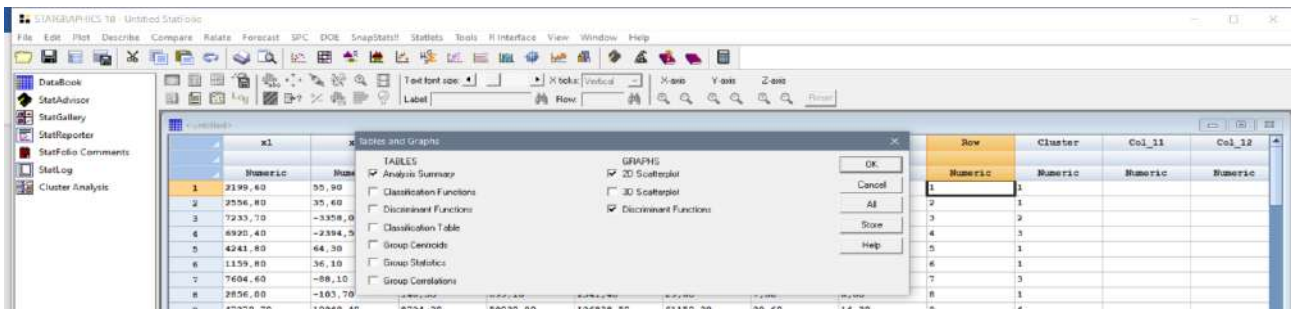 STATGRAPHICS 18 - Untitled StatFolio
File Edit Plot Describe Compare Relate Forecast SPC DOE SnapStats!! Statlets Tools R Interface View Window Help
Text font size:
X ticks: Vertical
X-axis Y-axis Z-axis
Label
Row
Reset
DataBook
StatAdvisor
StatGallery
StatReporter
StatFolio Comments
StatLog
Cluster Analysis
<untitled>
x1 Row Cluster Col_11 Col_12
Numeric Numeric Numeric Numeric Numeric
1 2199,60 55,90 1 1
2 2556,80 35,60 2 1
3 7233,70 -3358,0 3 2
4 6920,40 -2394,5 4 3
5 4241,80 64,30 5 1
6 1159,80 36,10 6 1
7 7604,60 -88,10 7 3
8 2856,00 -103,70 8 1
Tables and Graphs
TABLES
Analysis Summary
Classification Functions
Discriminant Functions
Classification Table
Group Centroids
Group Statistics
Group Correlations
GRAPHS
2D Scatterplot
3D Scatterplot
Discriminant Functions
OK
Cancel
All
Store
Help